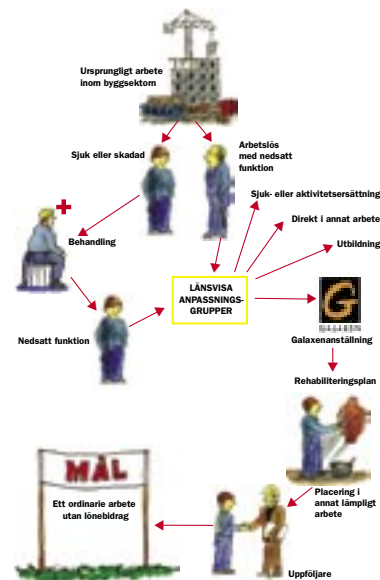 Ursprungligt arbete
inom byggsektorn
Sjuk eller skadad
Arbetslös
med nedsatt
funktion
Sjuk- eller aktivitetsersättning
Direkt i annat arbete
Utbildning
Behandling
LÄNSVISA
ANPASSNINGS-
GRUPPER
G
GALAXEN
Galaxenanställning
Nedsatt funktion
Rehabiliteringsplan
MÅL
Ett ordinarie arbete
utan lönebidrag
Placering i
annat lämpligt
arbete
Uppföljare